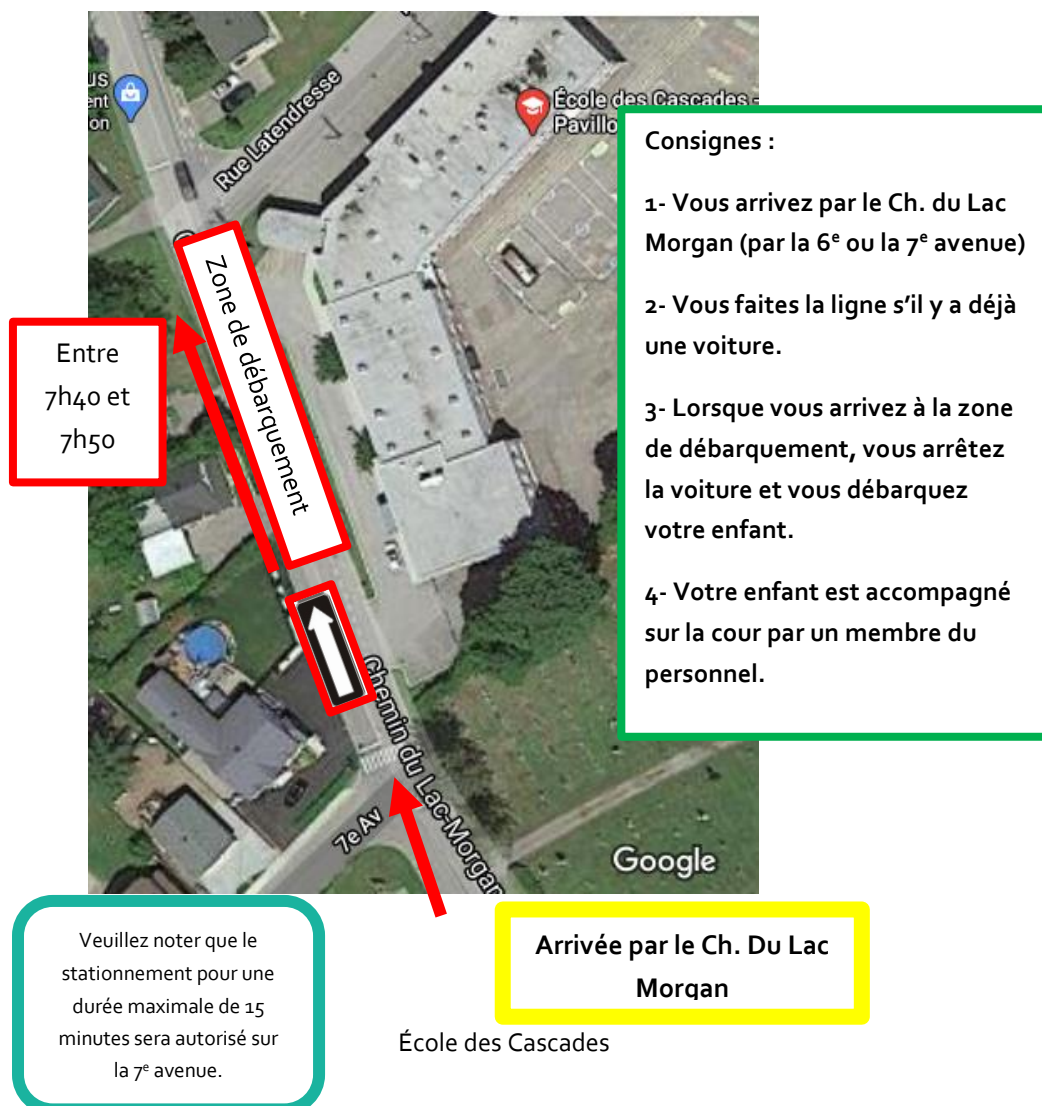 us
ent
on
Rue Latendresse
École des Cascades -
Pavillo
Consignes :
1- Vous arrivez par le Ch. du Lac
Morgan (par la 6e ou la 7e avenue)
2- Vous faites la ligne s'il y a déjà
une voiture.
3- Lorsque vous arrivez à la zone
de débarquement, vous arrêtez
la voiture et vous débarquez
votre enfant.
4- Votre enfant est accompagné
sur la cour par un membre du
personnel.
Zone de débarquement
Entre
7h40 et
7h50
Chemin du Lac-Morgan
7e Av
Google
Veuillez noter que le
stationnement pour une
durée maximale de 15
minutes sera autorisé sur
la 7e avenue.
Arrivée par le Ch. Du Lac
Morgan
École des Cascades